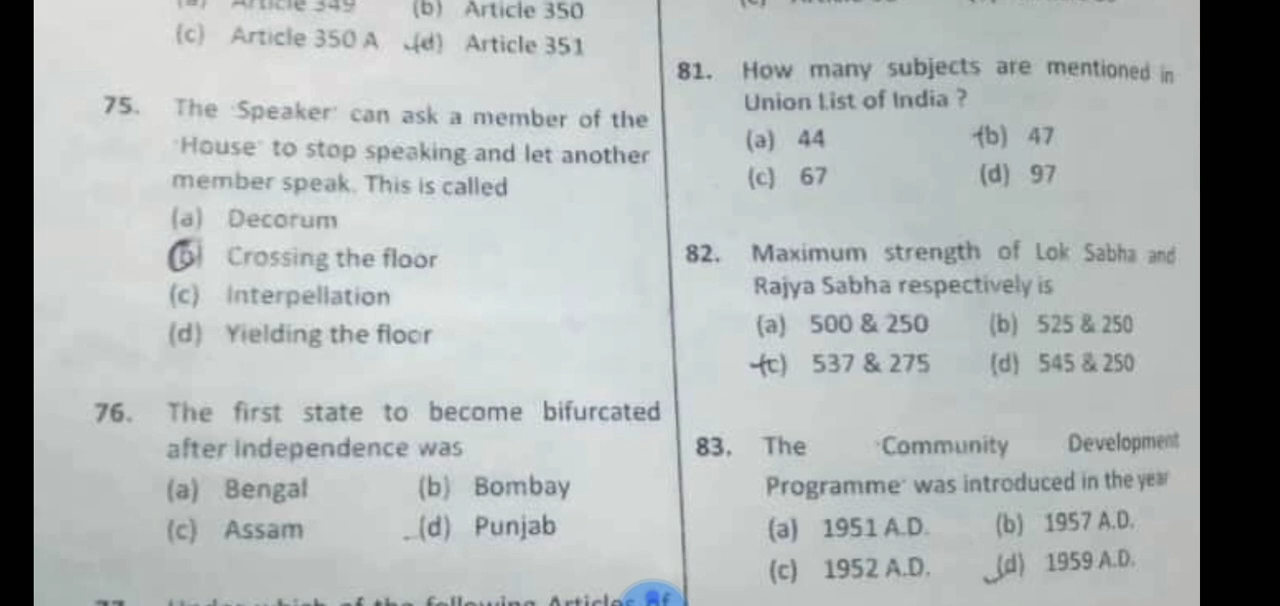 (b) Article 350
(c) Article 350 A (d) Article 351
75. The 'Speaker' can ask a member of the
'House' to stop speaking and let another
member speak. This is called
(a) Decorum
(b) Crossing the floor
(c) Interpellation
(d) Yielding the floor
76. The first state to become bifurcated
after independence was
(a) Bengal (b) Bombay
(c) Assam (d) Punjab
81. How many subjects are mentioned in
Union List of India ?
(a) 44 (b) 47
(c) 67 (d) 97
82. Maximum strength of Lok Sabha and
Rajya Sabha respectively is
(a) 500 & 250 (b) 525 & 250
(c) 537 & 275 (d) 545 & 250
83. The 'Community Development
Programme' was introduced in the year
(a) 1951 A.D. (b) 1957 A.D.
(c) 1952 A.D. (d) 1959 A.D.